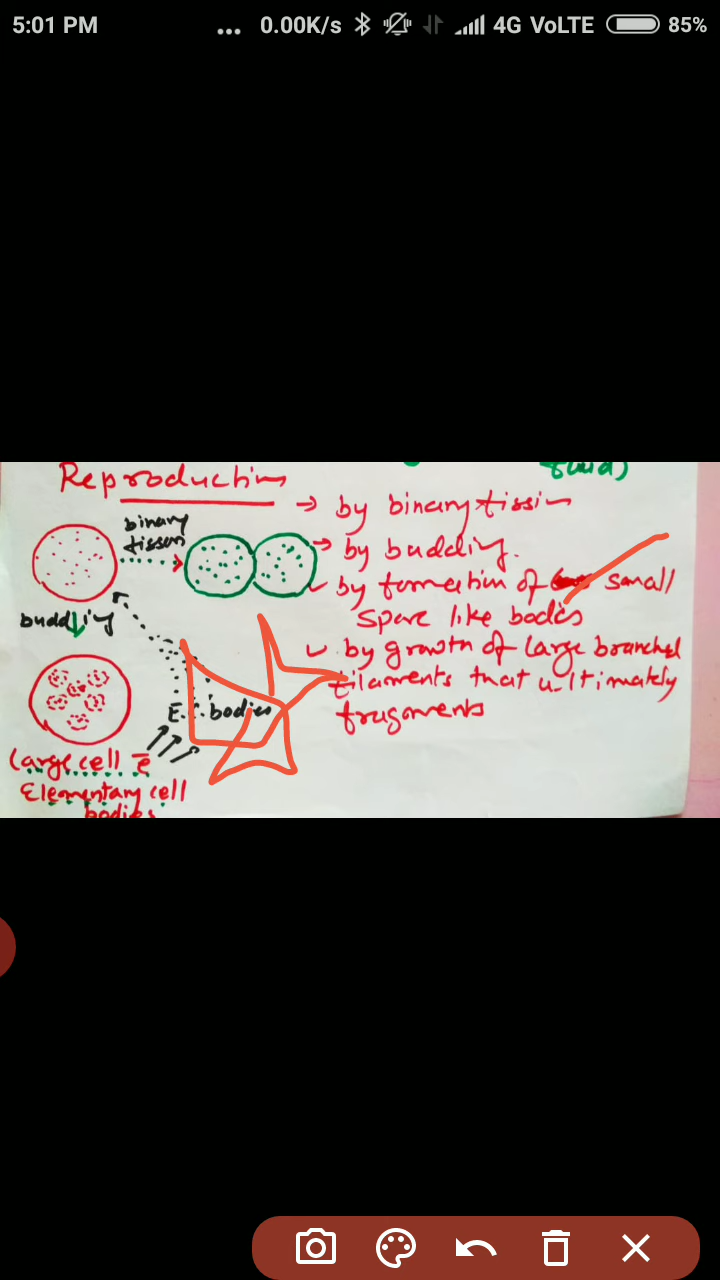 5:01 PM ... 0.00K/s 4G VoLTE 85%
Reproduction
→ by binary fission
→ by budding.
by formation of small
spore like bodies
by growth of large branched
filaments that ultimately
fragments
binary
fission
budding
E. C. bodies
Large cell c̄
Elementary cell
bodies
fluid)